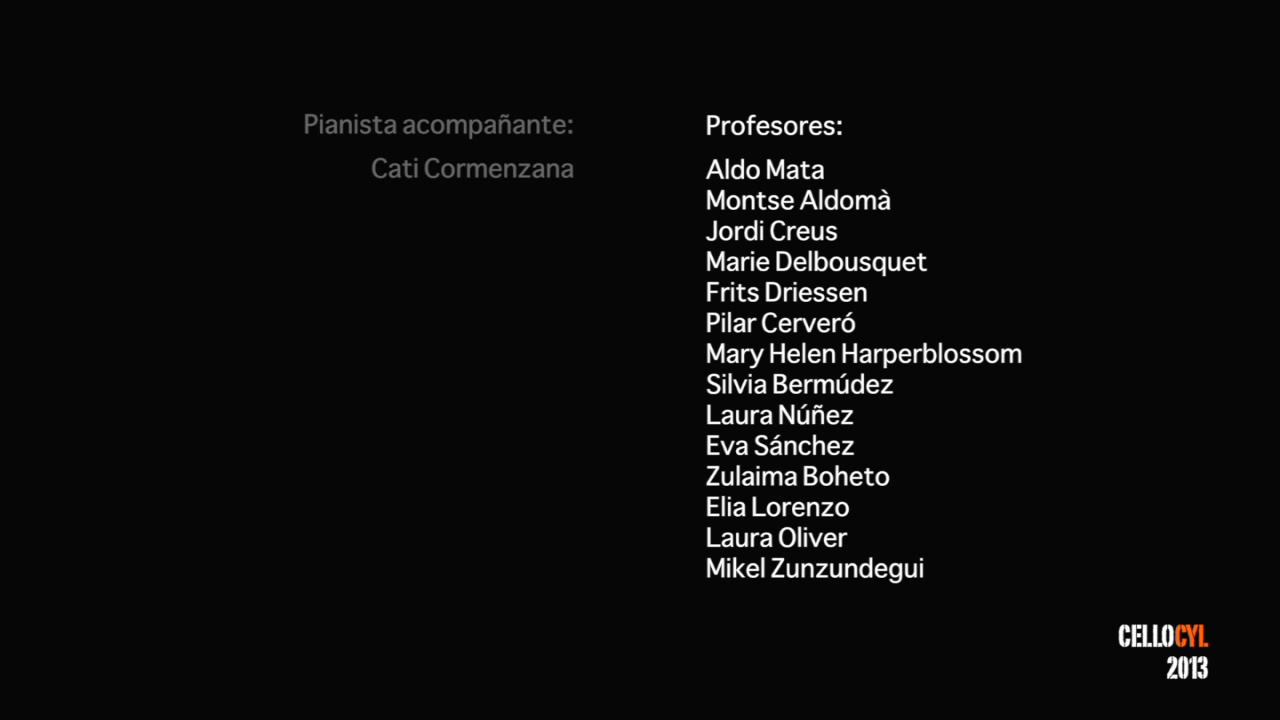 Pianista acompañante:
Cati Cormenzana
Profesores:
Aldo Mata
Montse Aldomà
Jordi Creus
Marie Delbousquet
Frits Driessen
Pilar Cerveró
Mary Helen Harperblossom
Silvia Bermúdez
Laura Núñez
Eva Sánchez
Zulaima Boheto
Elia Lorenzo
Laura Oliver
Mikel Zunzundegui
CELLOCYL
2013